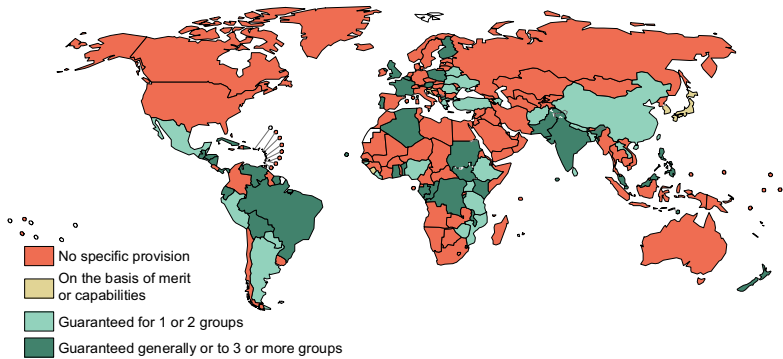 No specific provision
On the basis of merit
or capabilities
Guaranteed for 1 or 2 groups
Guaranteed generally or to 3 or more groups